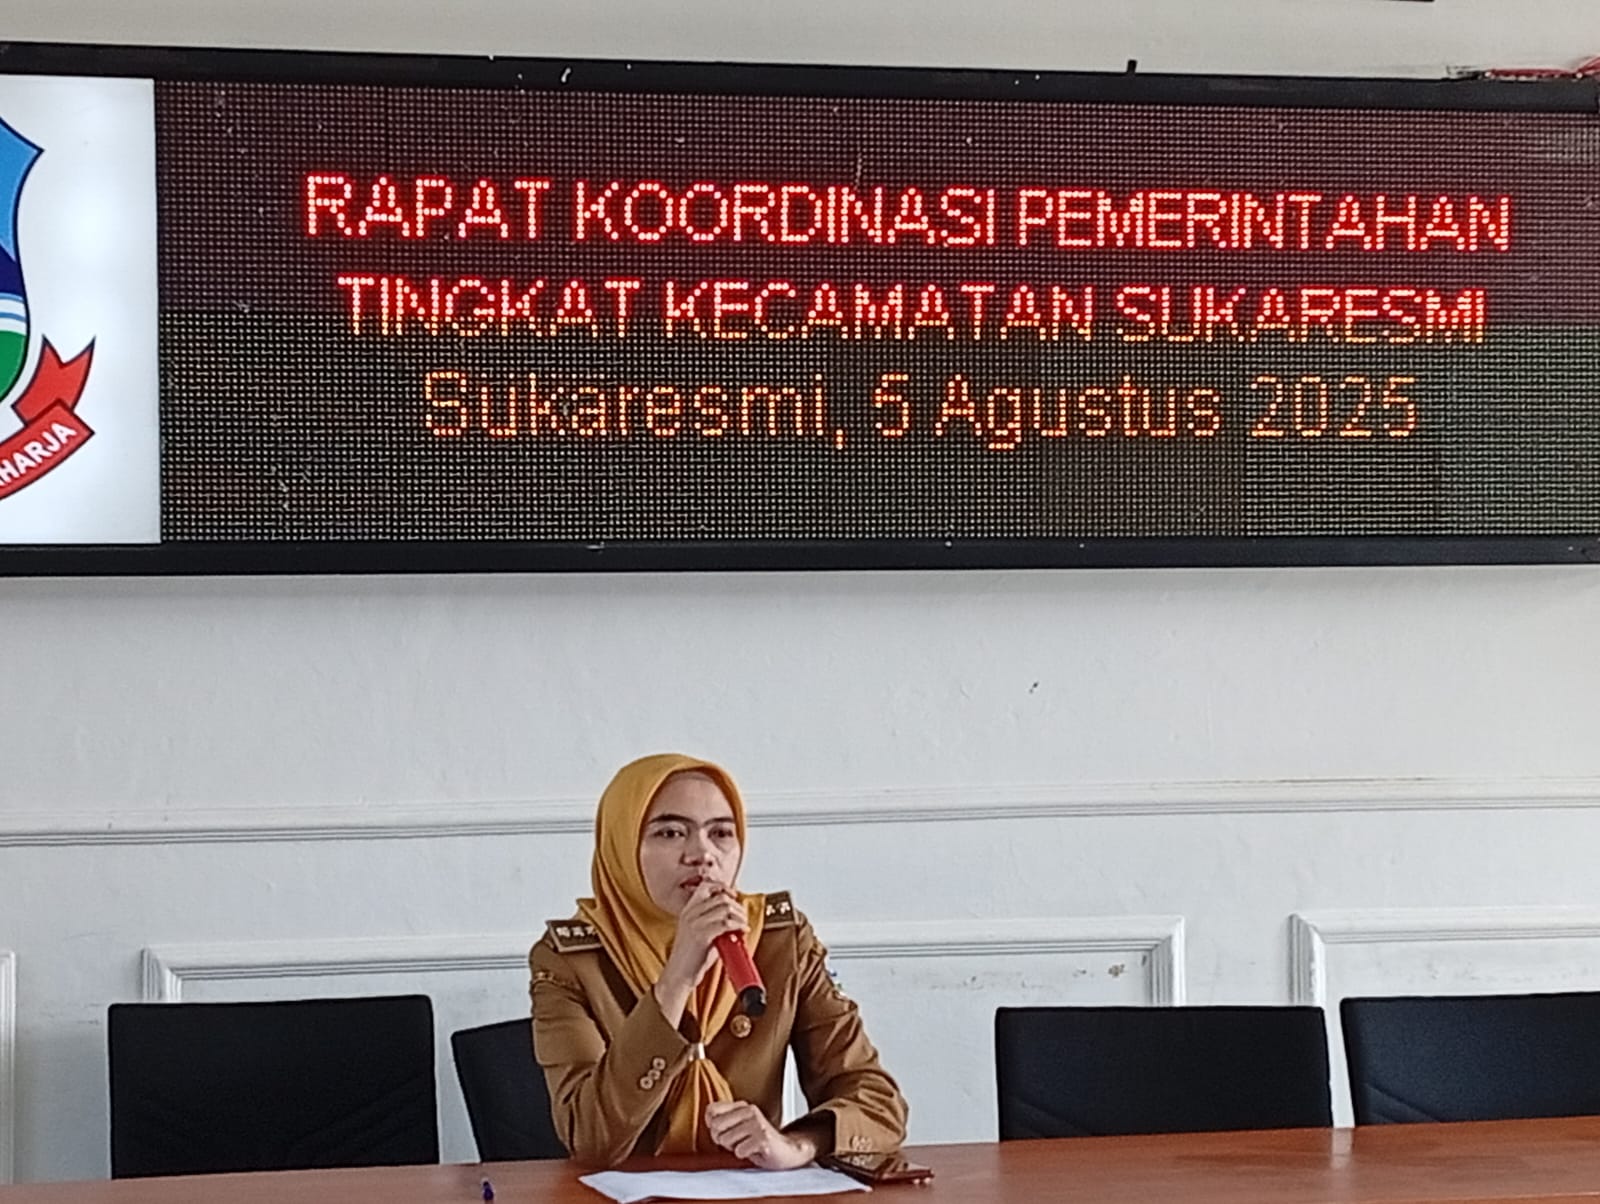 RAPAT KOORDINASI PEMERINTAHAN
TINGKAT KECAMATAN SUKARESMI
Sukaresmi, 5 Agustus 2025